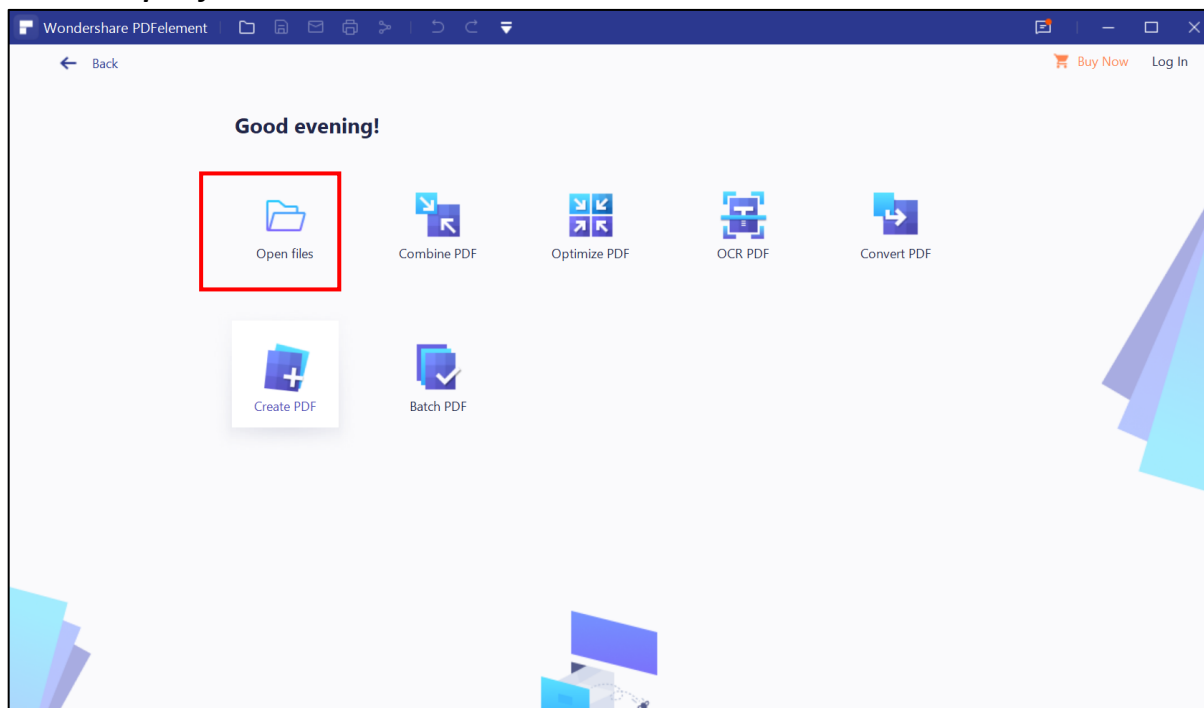 Wondershare PDFelement
Back
Buy Now
Log In
Good evening!
Open files
Combine PDF
Optimize PDF
OCR PDF
Convert PDF
Create PDF
Batch PDF